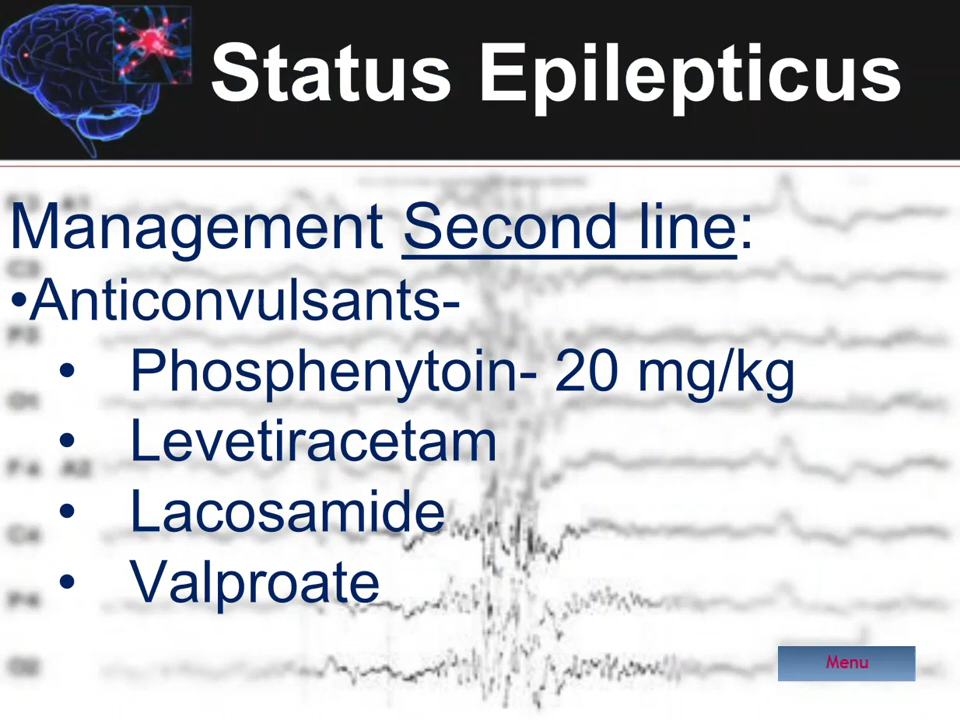 Status Epilepticus
Management Second line:
•Anticonvulsants-
• Phosphenytoin- 20 mg/kg
• Levetiracetam
• Lacosamide
• Valproate
Menu